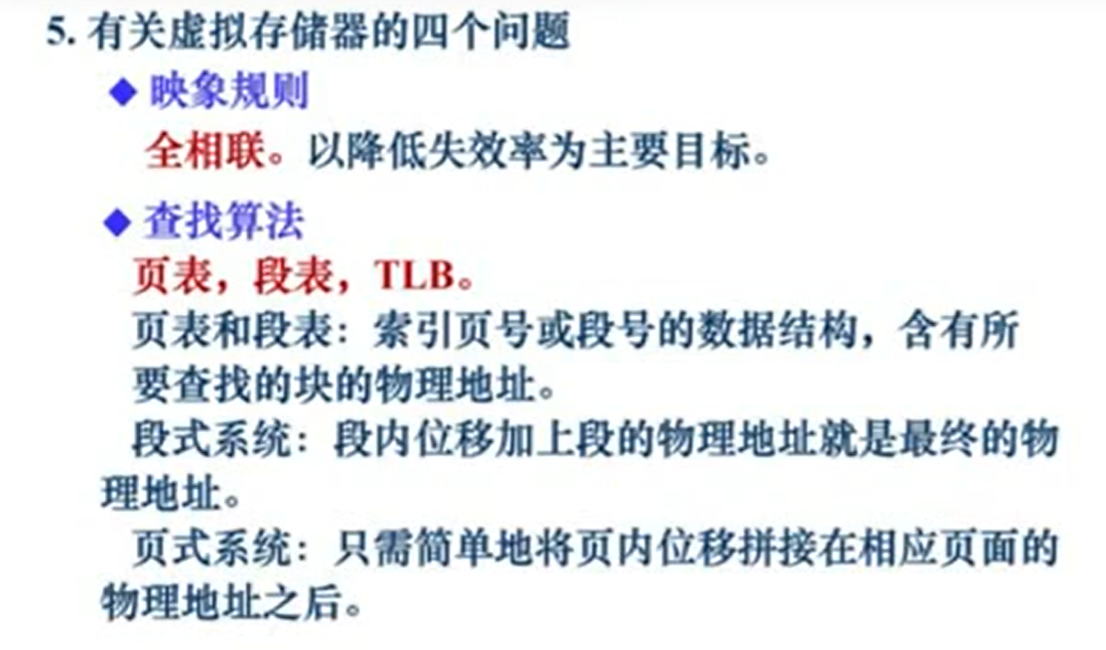 5. 有关虚拟存储器的四个问题
◆ 映象规则
全相联。以降低失效率为主要目标。
◆ 查找算法
页表，段表，TLB。
页表和段表：索引页号或段号的数据结构，含有所
要查找的块的物理地址。
段式系统：段内位移加上段的物理地址就是最终的物
理地址。
页式系统：只需简单地将页内位移拼接在相应页面的
物理地址之后。